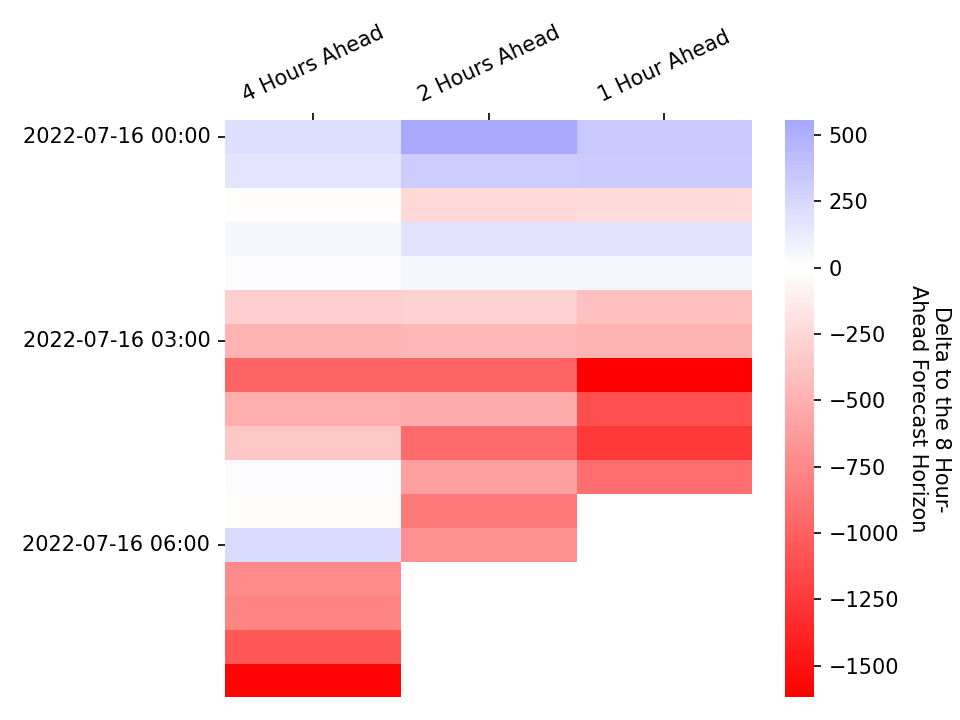 4 Hours Ahead
2 Hours Ahead
1 Hour Ahead
2022-07-16 00:00
2022-07-16 03:00
2022-07-16 06:00
500
250
0
−250
−500
−750
−1000
−1250
−1500
Delta to the 8 Hour-
Ahead Forecast Horizon